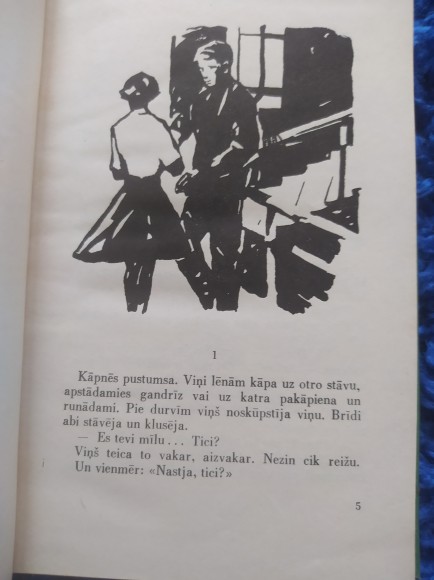 1
Kāpnēs pustumsa. Viņi lēnām kāpa uz otro stāvu,
apstādamies gandrīz vai uz katra pakāpiena un
runādami. Pie durvīm viņš noskūpstīja viņu. Brīdi
abi stāvēja un klusēja.
— Es tevi mīlu... Tici?
Viņš teica to vakar, aizvakar. Nezin cik reižu.
Un vienmēr: «Nastja, tici?»
5